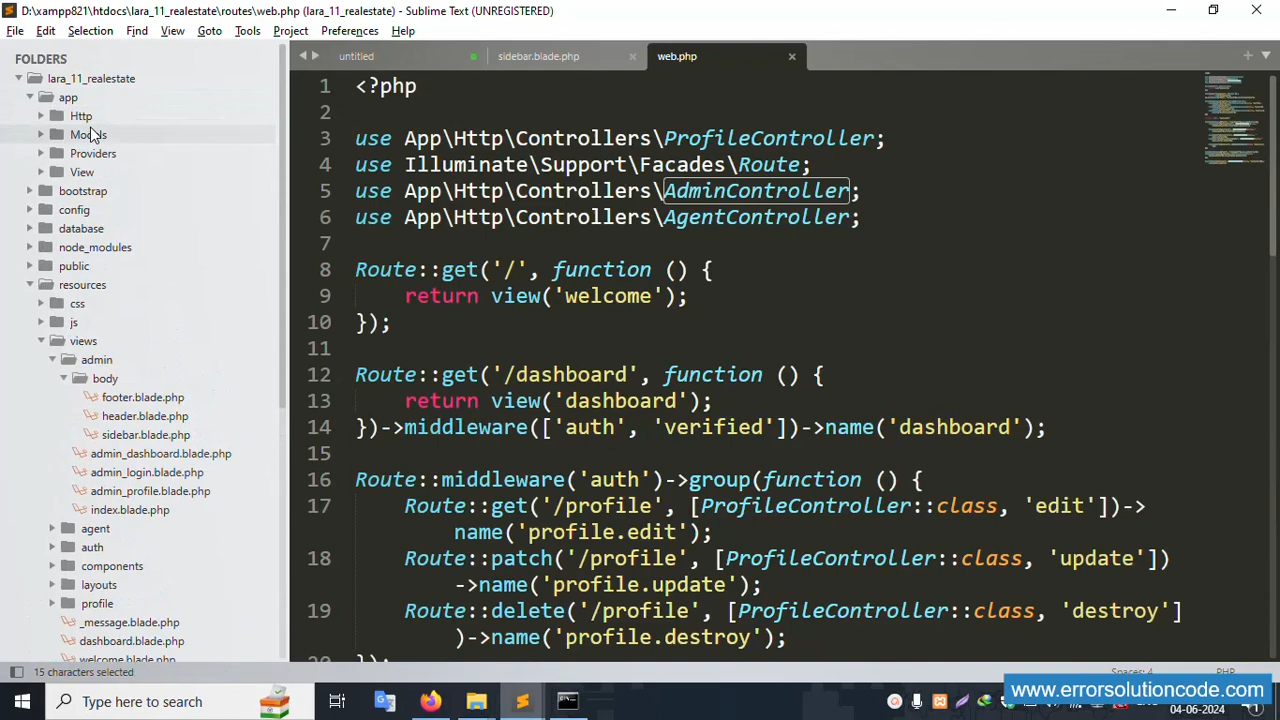 D:\xampp821\htdocs\lara_11_realestate\routes\web.php (lara_11_realestate) - Sublime Text (UNREGISTERED)
File Edit Selection Find View Goto Tools Project Preferences Help
FOLDERS
lara_11_realestate
app
Http
Models
Providers
View
bootstrap
config
database
node_modules
public
resources
css
js
views
admin
body
footer.blade.php
header.blade.php
sidebar.blade.php
admin_dashboard.blade.php
admin_login.blade.php
admin_profile.blade.php
index.blade.php
agent
auth
components
layouts
profile
_message.blade.php
dashboard.blade.php
welcome.blade.php
untitled sidebar.blade.php web.php
1 <?php
2
3 use App\Http\Controllers\ProfileController;
4 use Illuminate\Support\Facades\Route;
5 use App\Http\Controllers\AdminController;
6 use App\Http\Controllers\AgentController;
7
8 Route::get('/', function () {
9 return view('welcome');
10 });
11
12 Route::get('/dashboard', function () {
13 return view('dashboard');
14 })->middleware(['auth', 'verified'])->name('dashboard');
15
16 Route::middleware('auth')->group(function () {
17 Route::get('/profile', [ProfileController::class, 'edit'])->
name('profile.edit');
18 Route::patch('/profile', [ProfileController::class, 'update'])
->name('profile.update');
19 Route::delete('/profile', [ProfileController::class, 'destroy']
)->name('profile.destroy');
20 });
15 characters selected
Spaces: 4 PHP
Type here to search
www.errorsolutioncode.com
04-06-2024